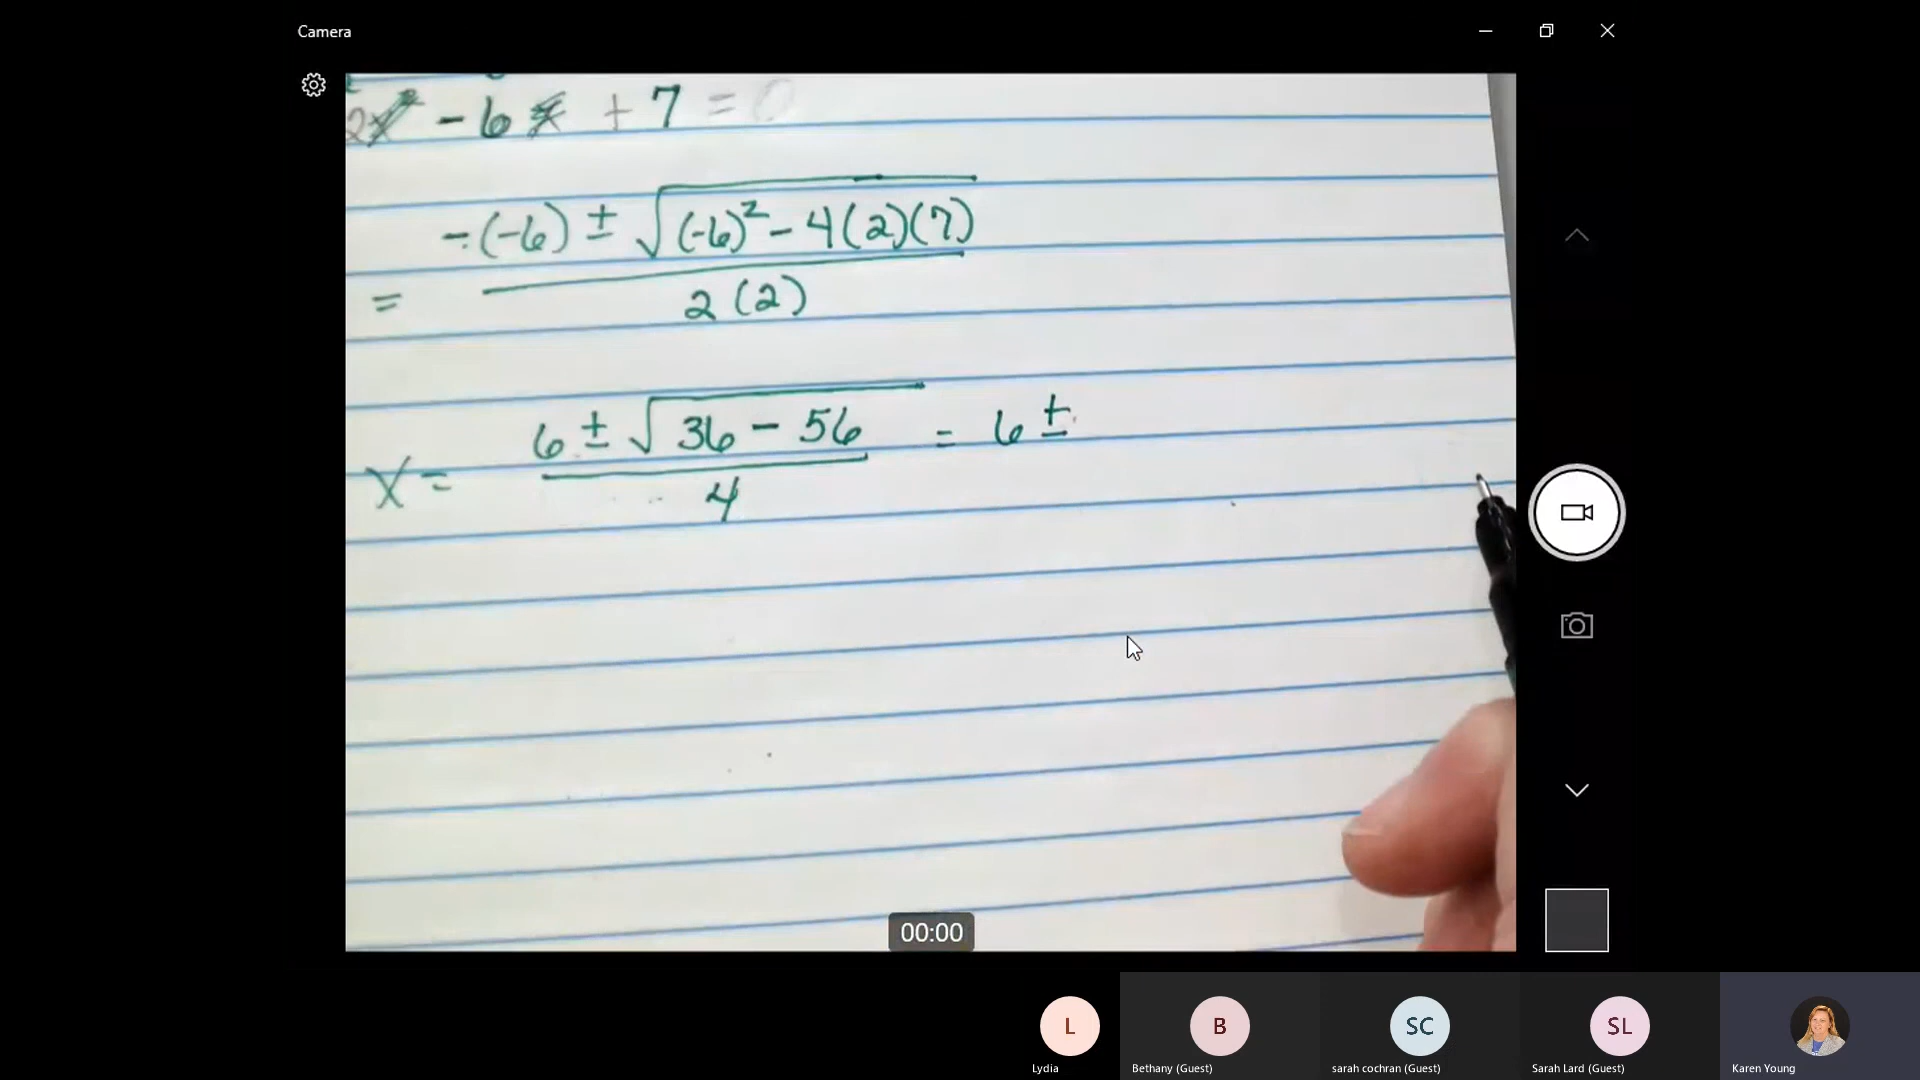 Camera
2x² - 6x + 7 = 0
= -(-6) ± √(-6)² - 4(2)(7)
2(2)
x = 6 ± √36 - 56 = 6 ±
4
00:00
L B SC SL
Lydia Bethany (Guest) sarah cochran (Guest) Sarah Lard (Guest) Karen Young